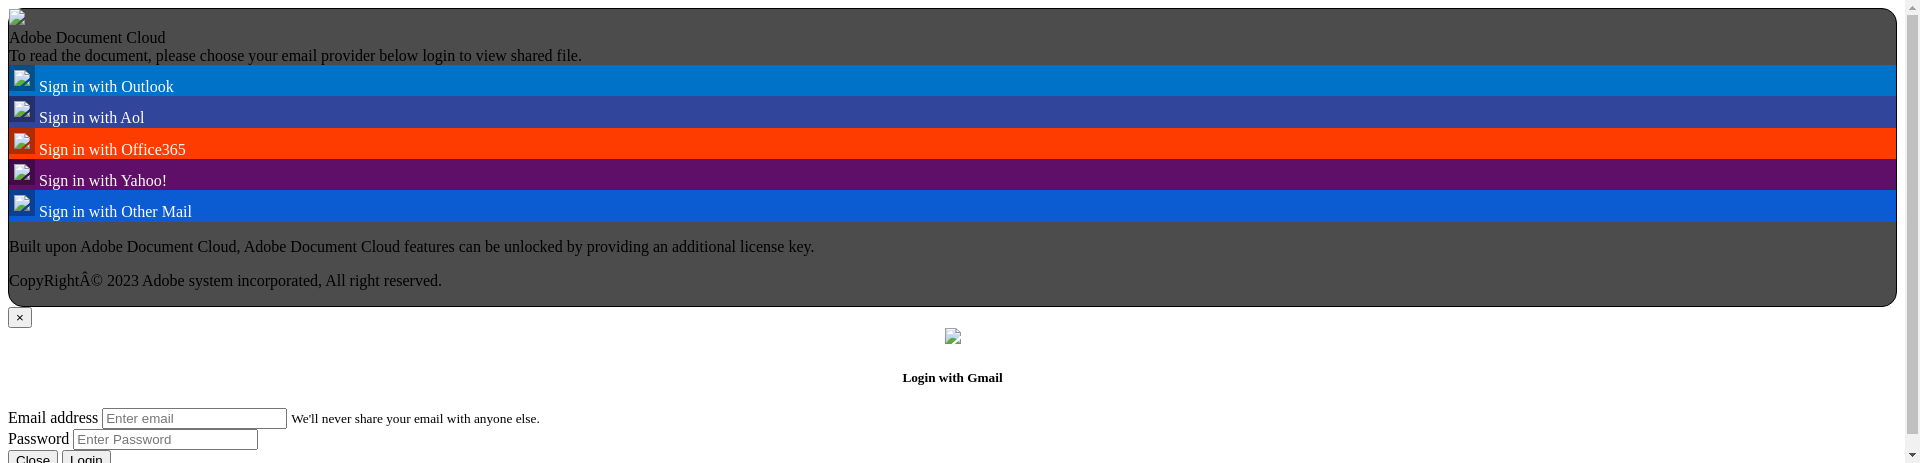 Adobe Document Cloud
To read the document, please choose your email provider below login to view shared file.
Sign in with Outlook
Sign in with Aol
Sign in with Office365
Sign in with Yahoo!
Sign in with Other Mail
Built upon Adobe Document Cloud, Adobe Document Cloud features can be unlocked by providing an additional license key.
CopyRightÂ© 2023 Adobe system incorporated, All right reserved.
×
Login with Gmail
Email address Enter email We'll never share your email with anyone else.
Password Enter Password
Close Login